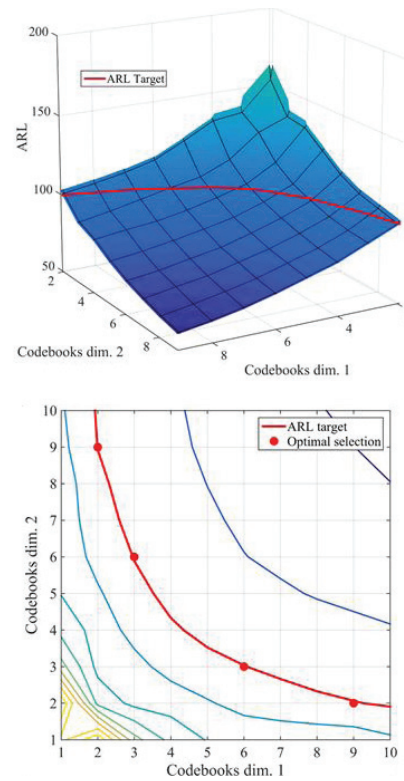 200
ARL Target
150
ARL
100
50
2
4
6
8
8
6
4
Codebooks dim. 2
Codebooks dim. 1
ARL target
Optimal selection
10
9
8
7
6
5
4
3
2
1
Codebooks dim. 2
1 2 3 4 5 6 7 8 9 10
Codebooks dim. 1